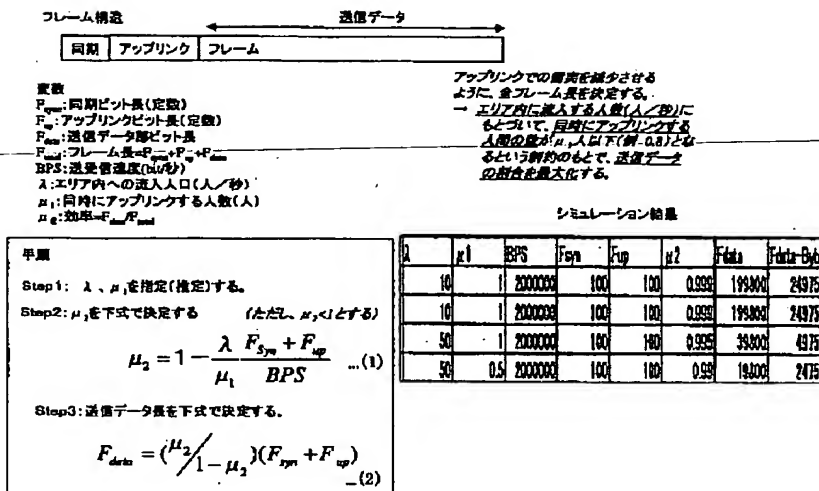 フレーム構造
送信データ
同期 アップリンク フレーム
変数
F_sync:同期ビット長(定数)
F_up:アップリンクビット長(定数)
F_data:送信データ部ビット長
F_total:フレーム長=F_sync+F_up+F_data
BPS:送受信速度(bit/秒)
λ:エリア内への流入人口(人/秒)
μ1:同時にアップリンクする人数(人)
μ2:効率=F_data/F_total
アップリンクでの衝突を減少させる
ように、全フレーム長を決定する。
→ エリア内に流入する人数(人/秒)に
もとづいて、同時にアップリンクする
人間の数がμ1人以下(例-0.8)とな
るという制約のもとで、送信データ
の割合を最大化する。
手順
Step1: λ、μ1を指定(推定)する。
Step2:μ2を下式で決定する (ただし、μ2<1とする)
μ2 = 1 − λ/μ1 (F_Syn + F_up)/BPS …(1)
Step3:送信データ長を下式で決定する。
F_data = (μ2/1 − μ2)(F_syn + F_up)
…(2)
シミュレーション結果
λ μ1 BPS Fsyn Fup μ2 Fdata Fdata-Byt
10 1 2000000 100 100 0.999 199800 24975
10 1 2000000 100 100 0.999 199800 24975
50 1 2000000 100 100 0.995 39800 4975
50 0.5 2000000 100 100 0.99 19800 2475